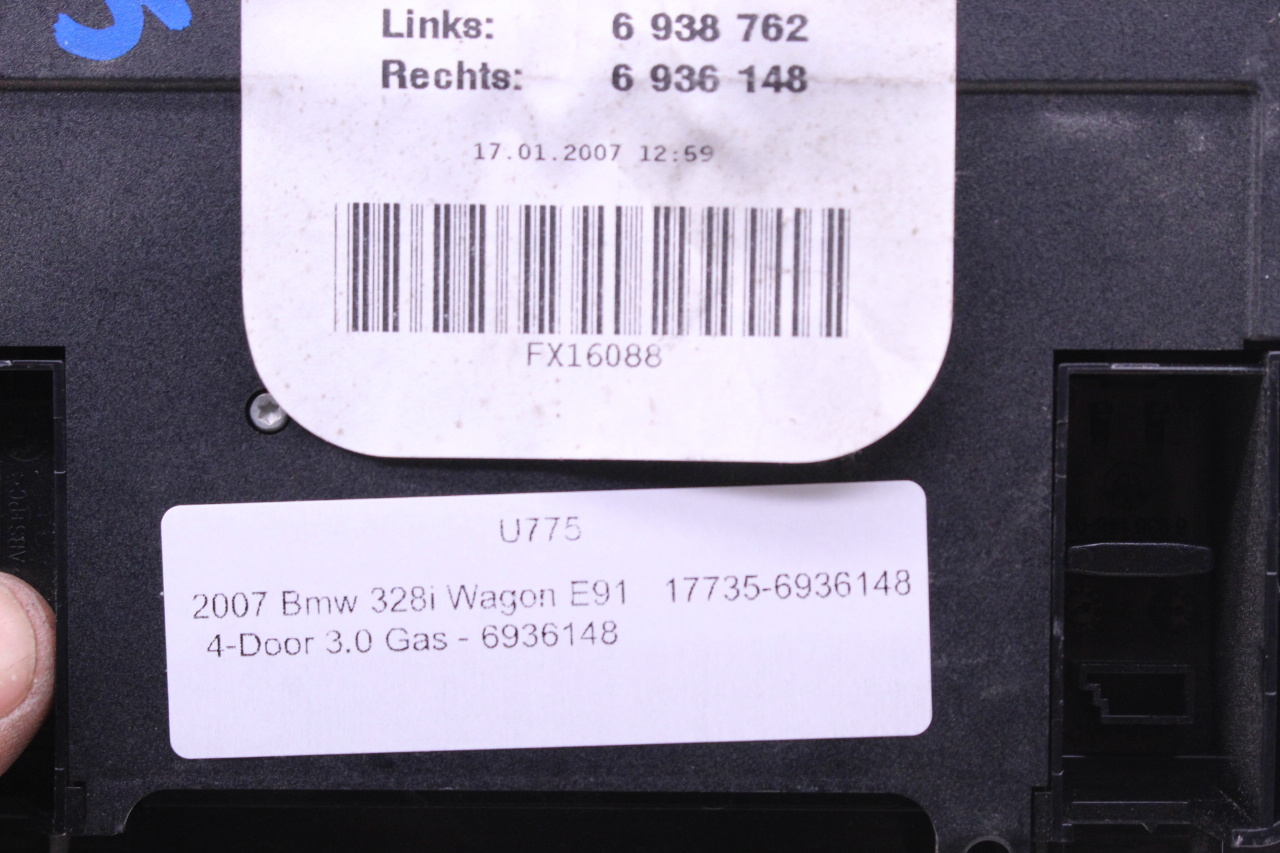 Links: 6 938 762
Rechts: 6 936 148
17.01.2007 12:59
FX16088
U775
2007 Bmw 328i Wagon E91 17735-6936148
4-Door 3.0 Gas - 6936148